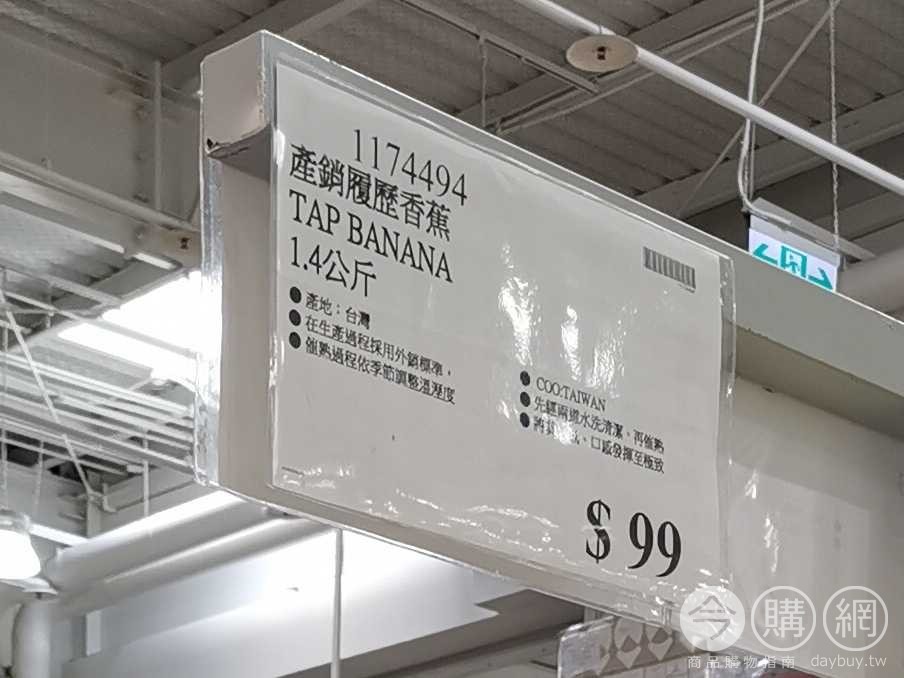 1174494
產銷履歷香蕉
TAP BANANA
1.4公斤
● 產地：台灣
● 在生產過程採用外銷標準，
● 催熟過程依季節調整溫溼度
● COO:TAIWAN
● 先經兩道水洗清潔、再催熟
● 將、口感發揮至極致
$ 99
今購網
商品購物指南 daybuy.tw